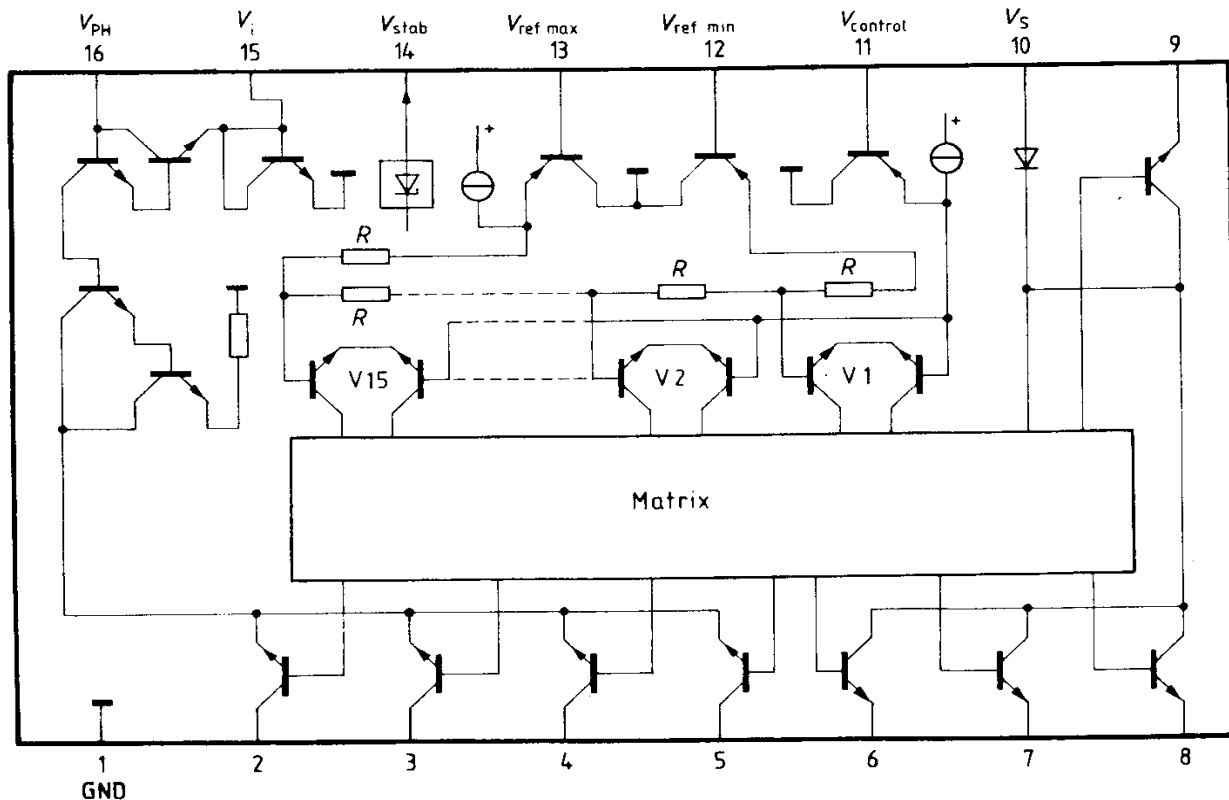 V_PH V_i V_stab V_ref max V_ref min V_control V_S
16 15 14 13 12 11 10 9
+ +
R
R R
R
V15 V2 V1
Matrix
1 2 3 4 5 6 7 8
GND